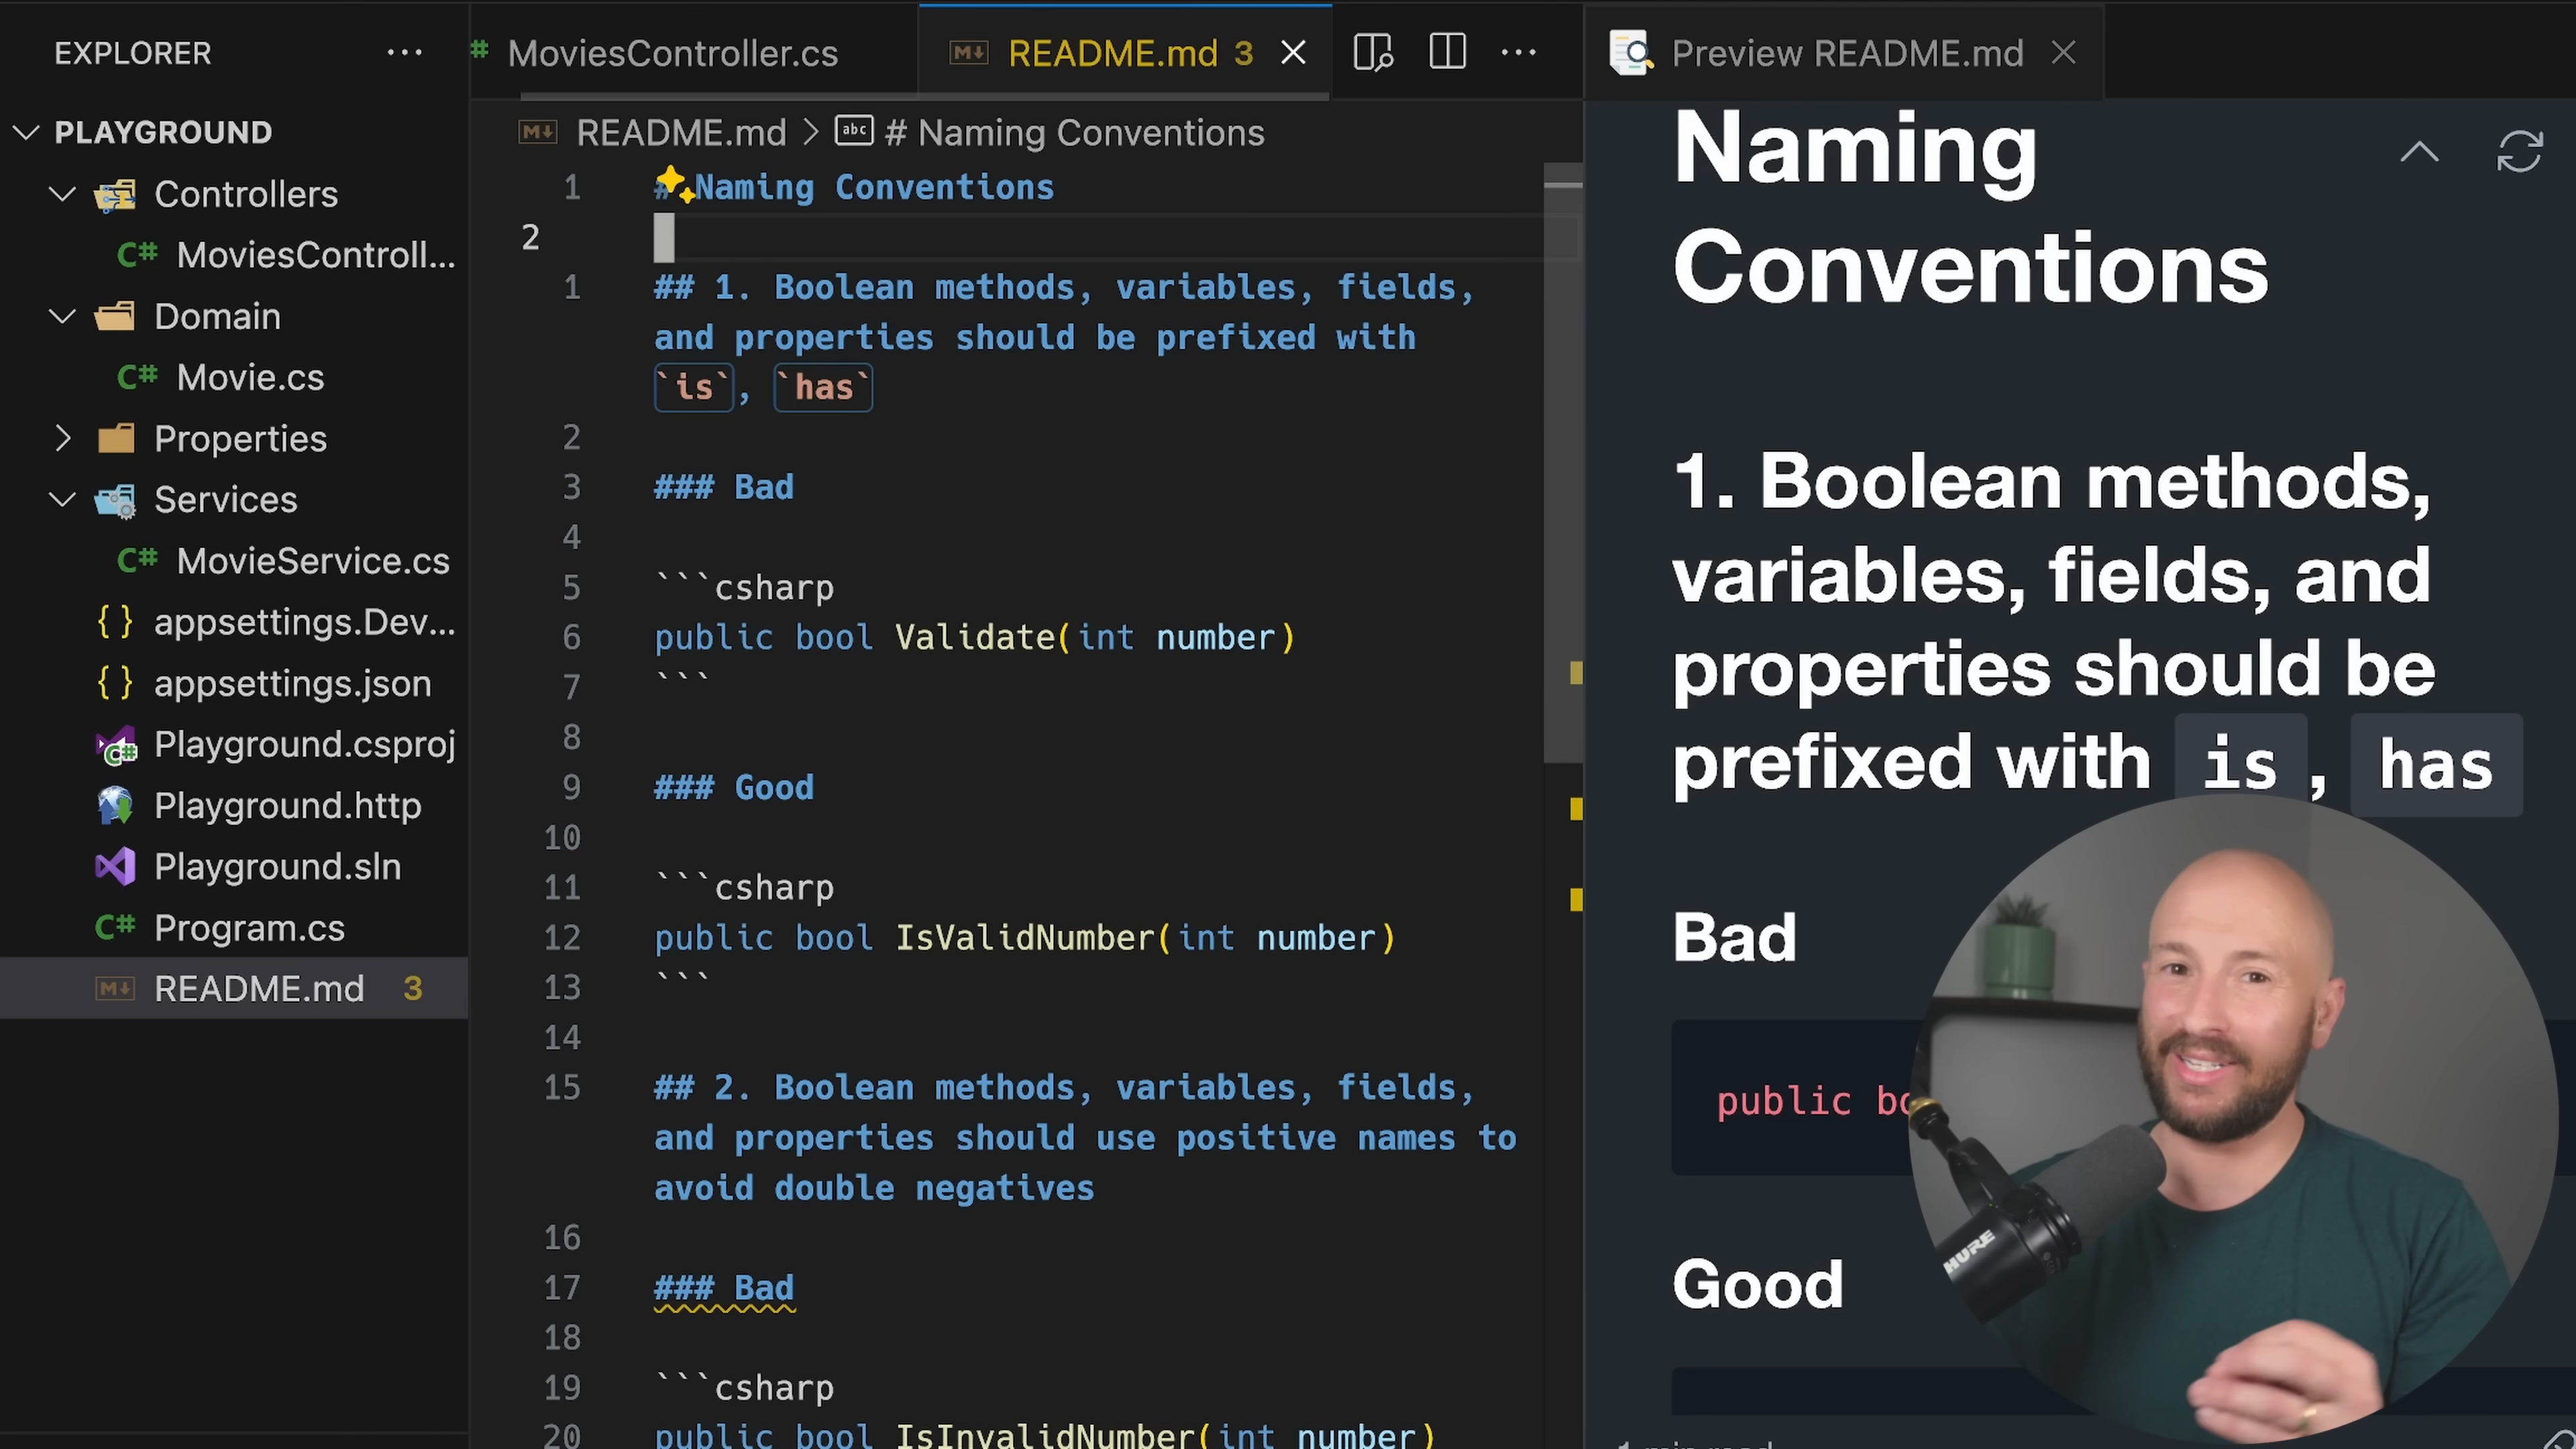 EXPLORER
PLAYGROUND
Controllers
MoviesControll...
Domain
Movie.cs
Properties
Services
MovieService.cs
appsettings.Dev...
appsettings.json
Playground.csproj
Playground.http
Playground.sln
Program.cs
README.md 3
MoviesController.cs
README.md 3
README.md > # Naming Conventions
1 # Naming Conventions
2
1 ## 1. Boolean methods, variables, fields,
and properties should be prefixed with
`is`, `has`
2
3 ### Bad
4
5 ```csharp
6 public bool Validate(int number)
7 ```
8
9 ### Good
10
11 ```csharp
12 public bool IsValidNumber(int number)
13 ```
14
15 ## 2. Boolean methods, variables, fields,
and properties should use positive names to
avoid double negatives
16
17 ### Bad
18
19 ```csharp
20 public bool IsInvalidNumber(int number)
Preview README.md
Naming
Conventions
1. Boolean methods,
variables, fields, and
properties should be
prefixed with is, has
Bad
public bo
Good
1 min read
HURE